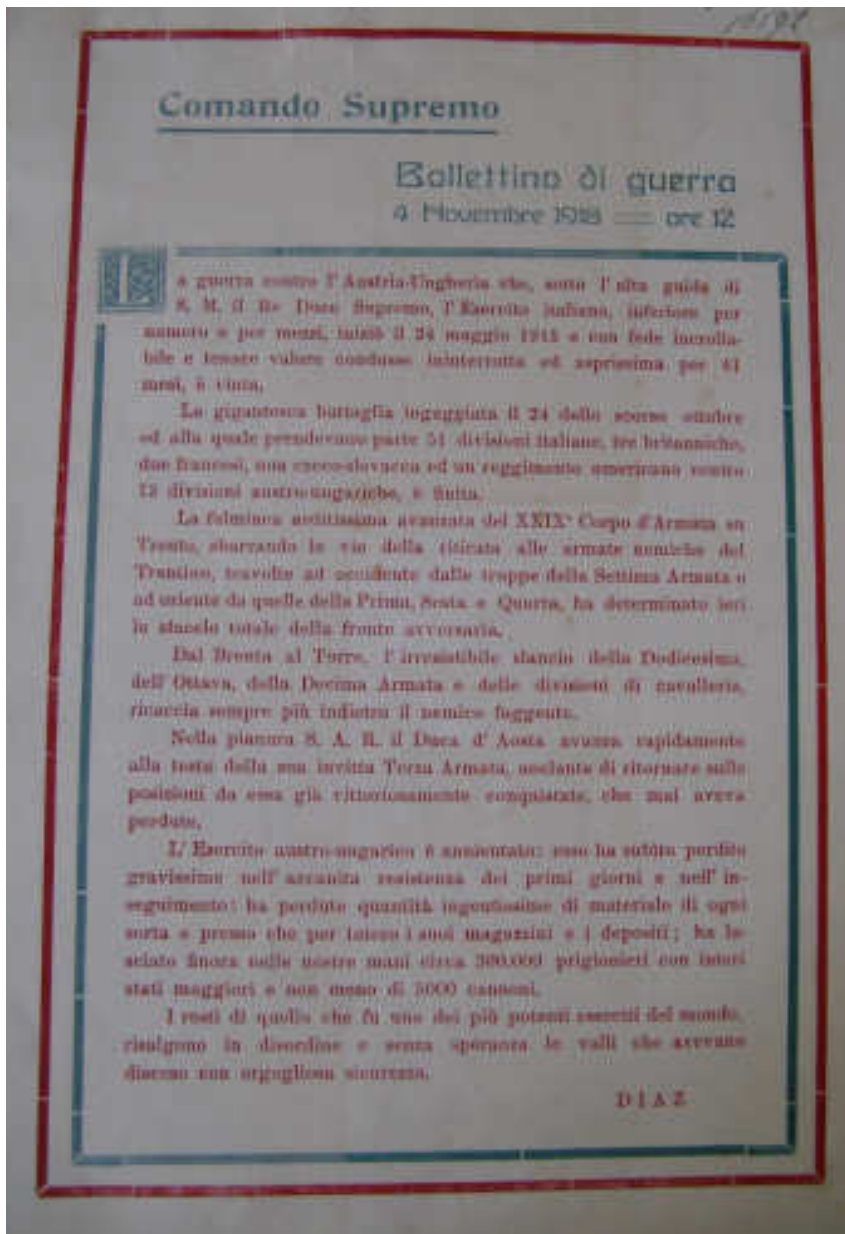 15192
Comando Supremo
Bollettino di guerra
4 Novembre 1918 = ore 12
La guerra contro l'Austria-Ungheria che, sotto l'alta guida di
S. M. il Re Duce Supremo, l'Esercito italiano, inferiore per
numero e per mezzi, iniziò il 24 maggio 1915 e con fede incrolla-
bile e tenace valore condusse ininterrotta ed asprissima per 41
mesi, è vinta.
La gigantesca battaglia ingaggiata il 24 dello scorso ottobre
ed alla quale prendevano parte 51 divisioni italiane, tre britanniche,
due francesi, una czeco-slovacca ed un reggimento americano contro
73 divisioni austro-ungariche, è finita.
La fulminea arditissima avanzata del XXIX° Corpo d'Armata su
Trento, sbarrando le vie della ritirata alle armate nemiche del
Trentino, travolte ad occidente dalle truppe della Settima Armata e
ad oriente da quelle della Prima, Sesta e Quarta, ha determinato ieri
lo sfacelo totale della fronte avversaria.
Dal Brenta al Torre, l'irresistibile slancio della Dodicesima,
dell'Ottava, della Decima Armata e delle divisioni di cavalleria,
ricaccia sempre più indietro il nemico fuggente.
Nella pianura S. A. R. il Duca d'Aosta avanza rapidamente
alla testa della sua invitta Terza Armata, anelante di ritornare sulle
posizioni da essa già vittoriosamente conquistate, che mai aveva
perdute.
L'Esercito austro-ungarico è annientato: esso ha subito perdite
gravissime nell'accanita resistenza dei primi giorni e nell'in-
seguimento: ha perdute quantità ingentissime di materiale di ogni
sorta e presso che per intero i suoi magazzini e i depositi; ha la-
sciato finora nelle nostre mani circa 300.000 prigionieri con interi
stati maggiori e non meno di 5000 cannoni.
I resti di quello che fu uno dei più potenti eserciti del mondo,
risalgono in disordine e senza speranza le valli che avevano
disceso con orgogliosa sicurezza.
DIAZ